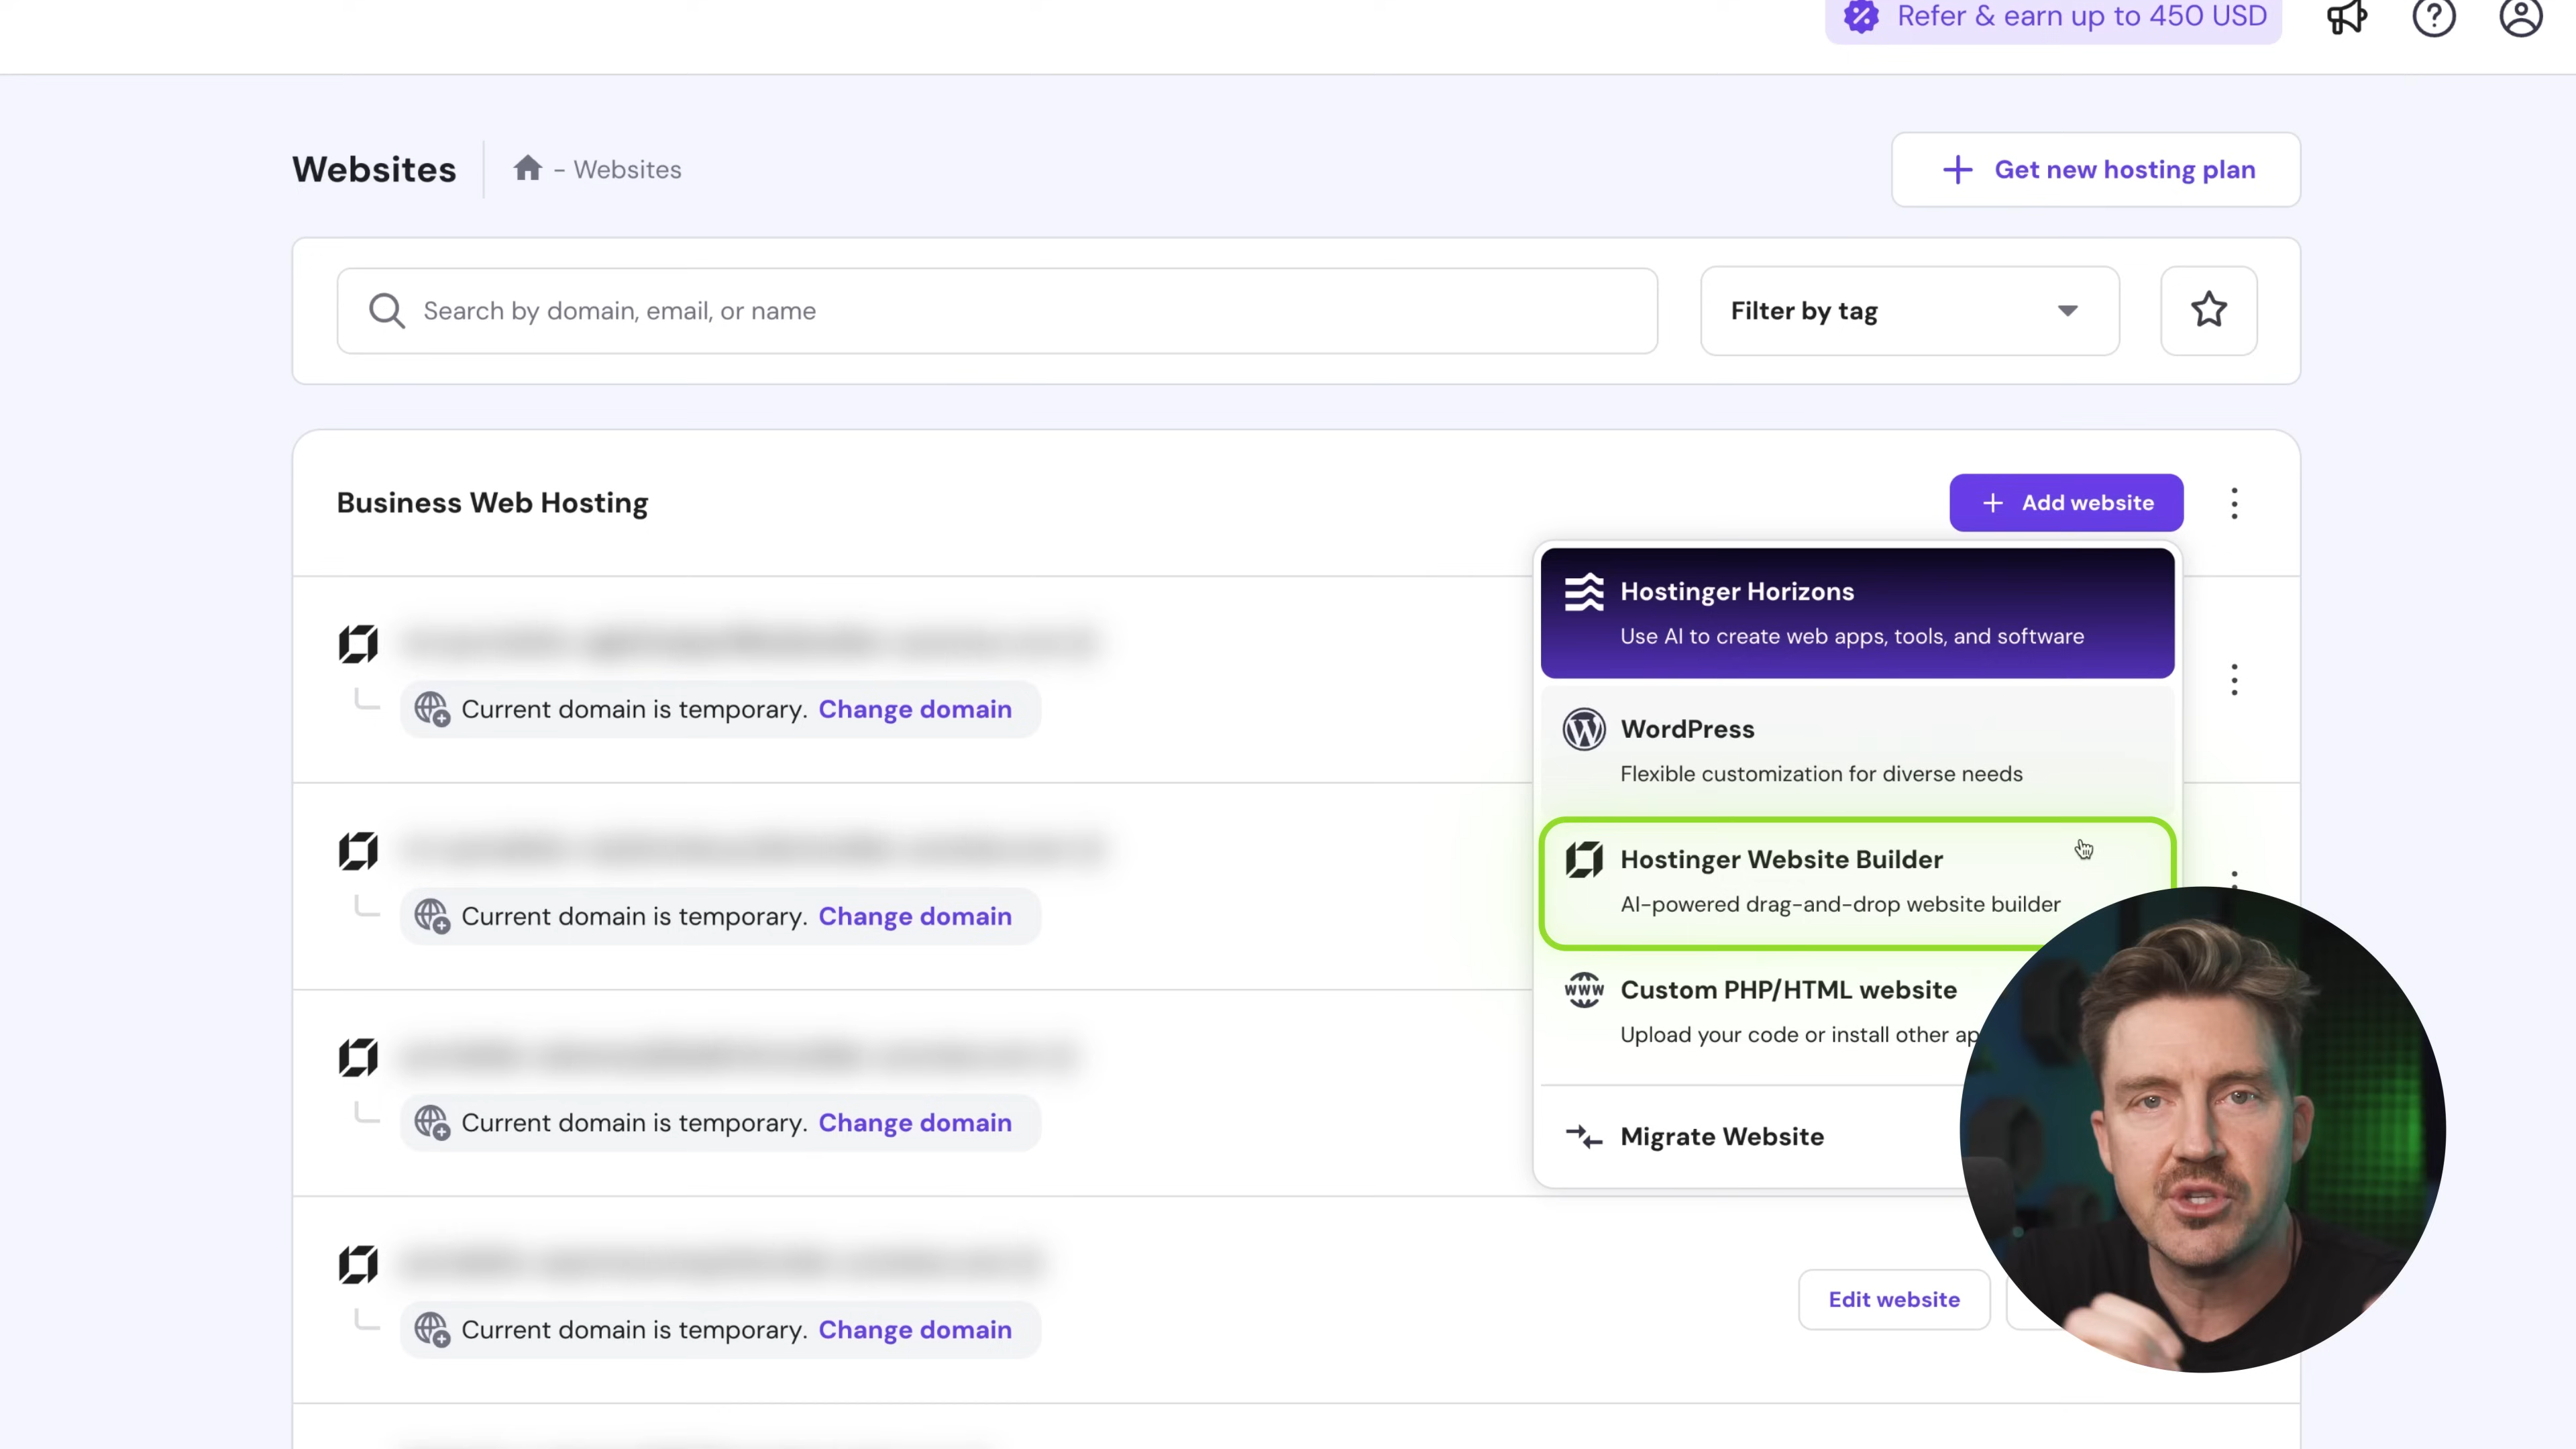 Refer & earn up to 450 USD
Websites
- Websites
Get new hosting plan
Search by domain, email, or name
Filter by tag
Business Web Hosting
Add website
Hostinger Horizons
Use AI to create web apps, tools, and software
Current domain is temporary. Change domain
WordPress
Flexible customization for diverse needs
Hostinger Website Builder
AI-powered drag-and-drop website builder
Current domain is temporary. Change domain
WWW
Custom PHP/HTML website
Upload your code or install other
Current domain is temporary. Change domain
Migrate Website
Edit website
Current domain is temporary. Change domain